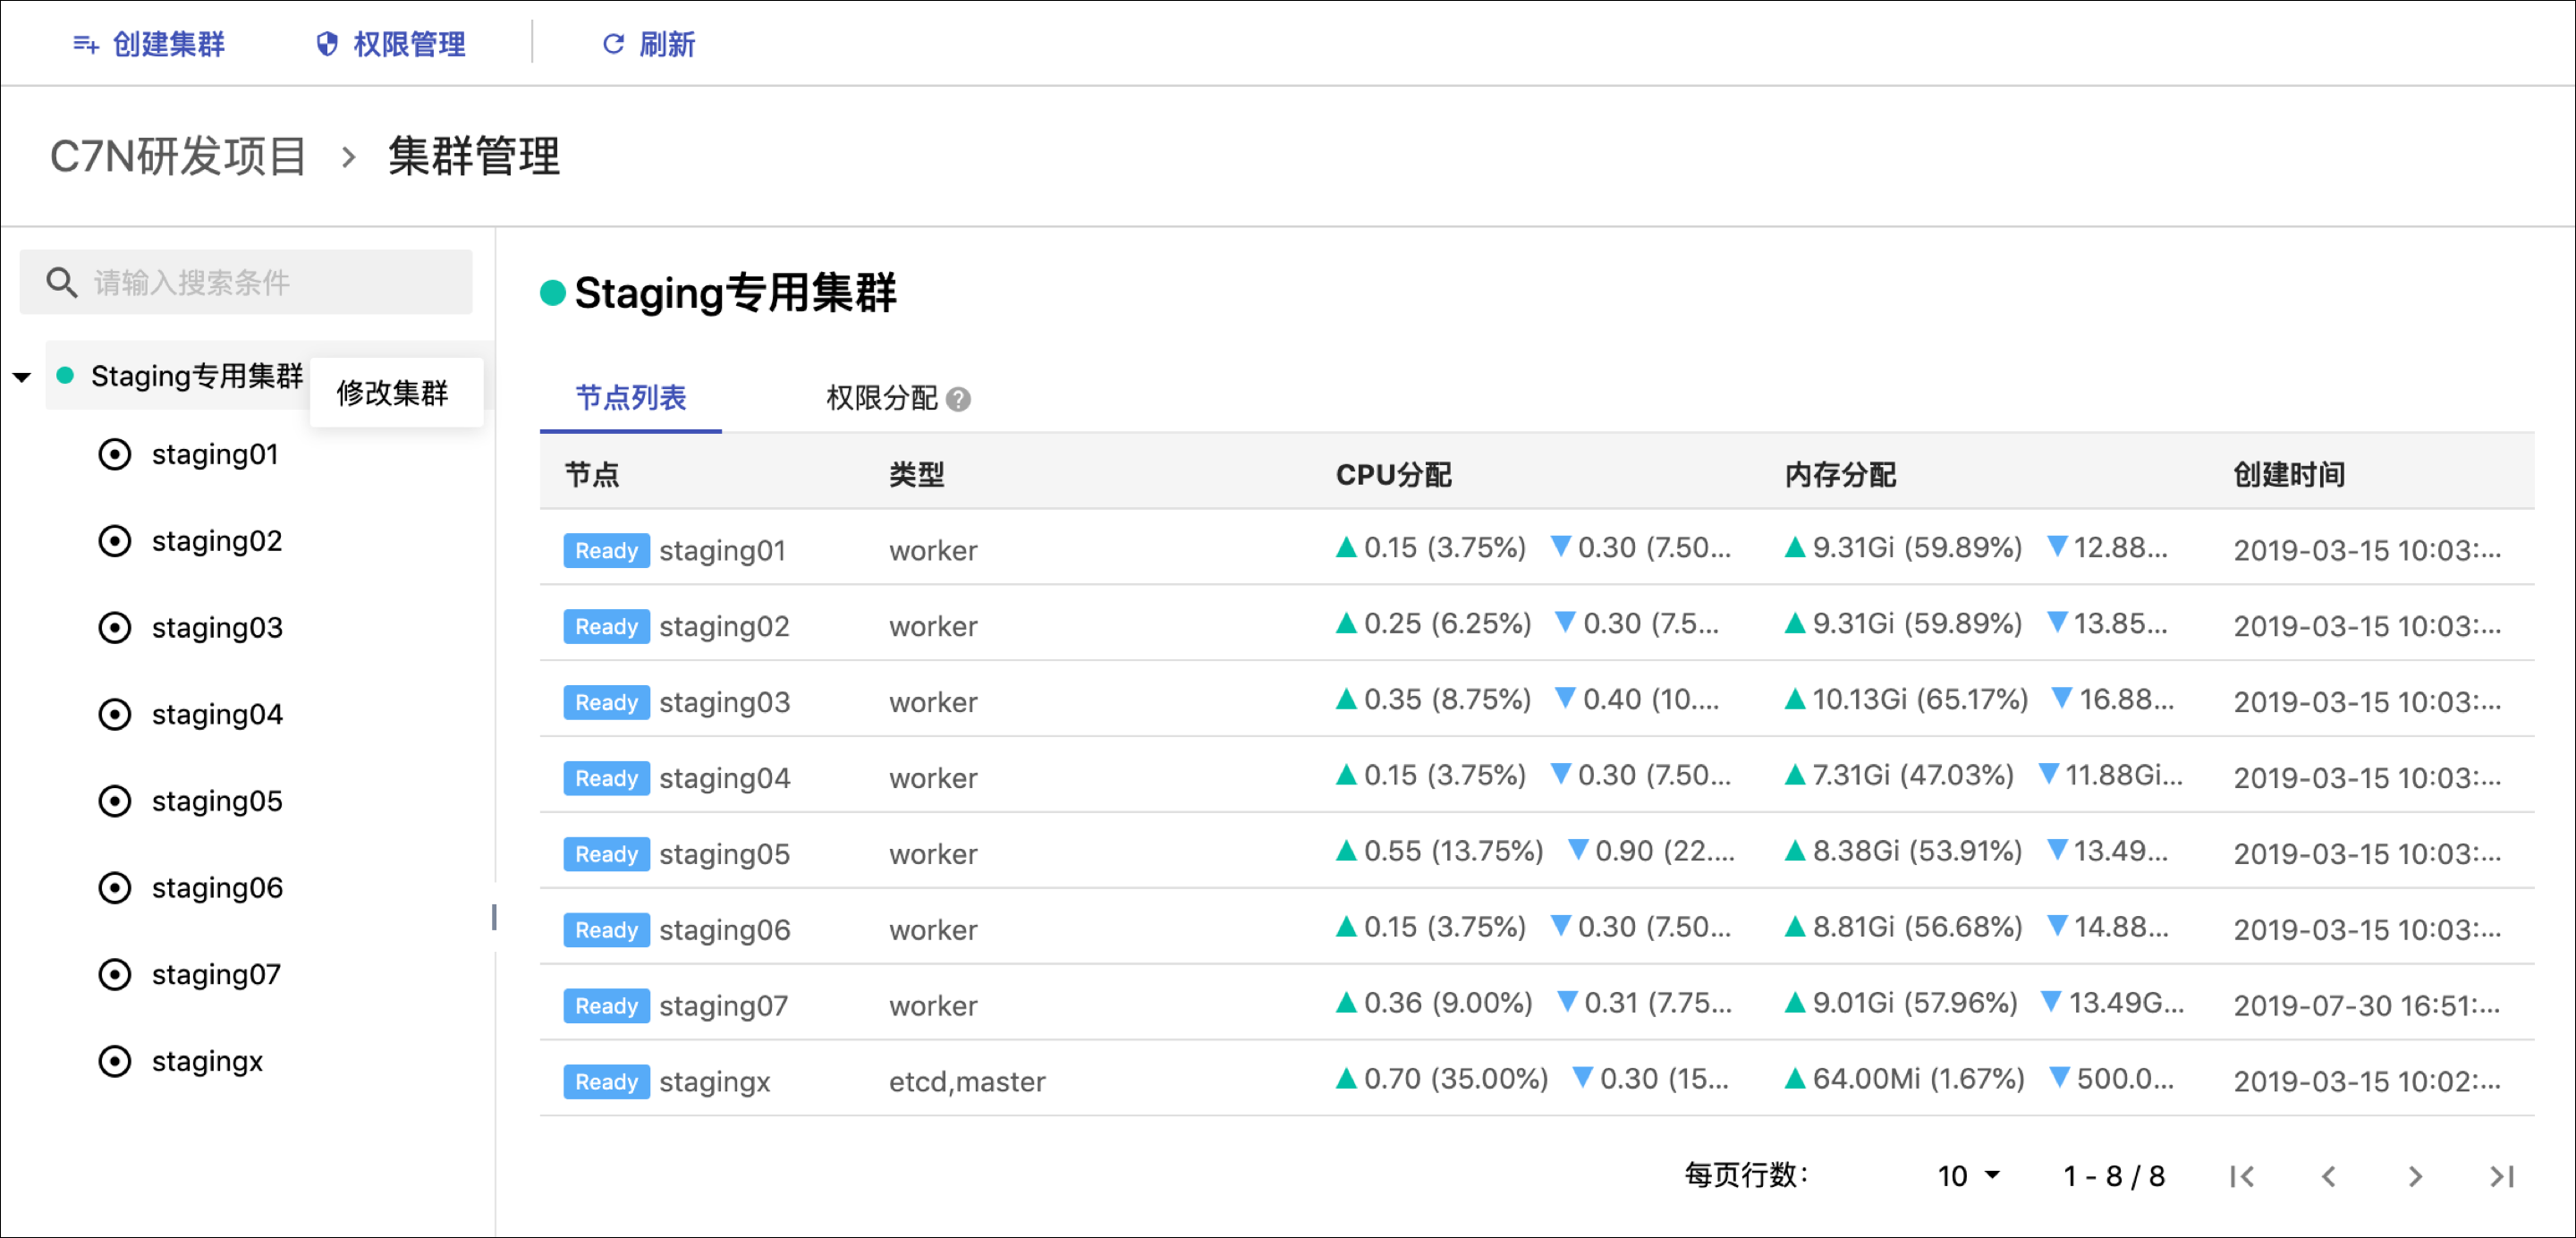 创建集群 权限管理 刷新
C7N研发项目 > 集群管理
请输入搜索条件
Staging专用集群
修改集群
staging01
staging02
staging03
staging04
staging05
staging06
staging07
stagingx
Staging专用集群
节点列表 权限分配
节点 类型 CPU分配 内存分配 创建时间
Ready staging01 worker 0.15 (3.75%) 0.30 (7.50... 9.31Gi (59.89%) 12.88... 2019-03-15 10:03:...
Ready staging02 worker 0.25 (6.25%) 0.30 (7.5... 9.31Gi (59.89%) 13.85... 2019-03-15 10:03:...
Ready staging03 worker 0.35 (8.75%) 0.40 (10.... 10.13Gi (65.17%) 16.88... 2019-03-15 10:03:...
Ready staging04 worker 0.15 (3.75%) 0.30 (7.50... 7.31Gi (47.03%) 11.88Gi... 2019-03-15 10:03:...
Ready staging05 worker 0.55 (13.75%) 0.90 (22.... 8.38Gi (53.91%) 13.49... 2019-03-15 10:03:...
Ready staging06 worker 0.15 (3.75%) 0.30 (7.50... 8.81Gi (56.68%) 14.88... 2019-03-15 10:03:...
Ready staging07 worker 0.36 (9.00%) 0.31 (7.75... 9.01Gi (57.96%) 13.49G... 2019-07-30 16:51:...
Ready stagingx etcd,master 0.70 (35.00%) 0.30 (15... 64.00Mi (1.67%) 500.0... 2019-03-15 10:02:...
每页行数: 10 1 - 8 / 8